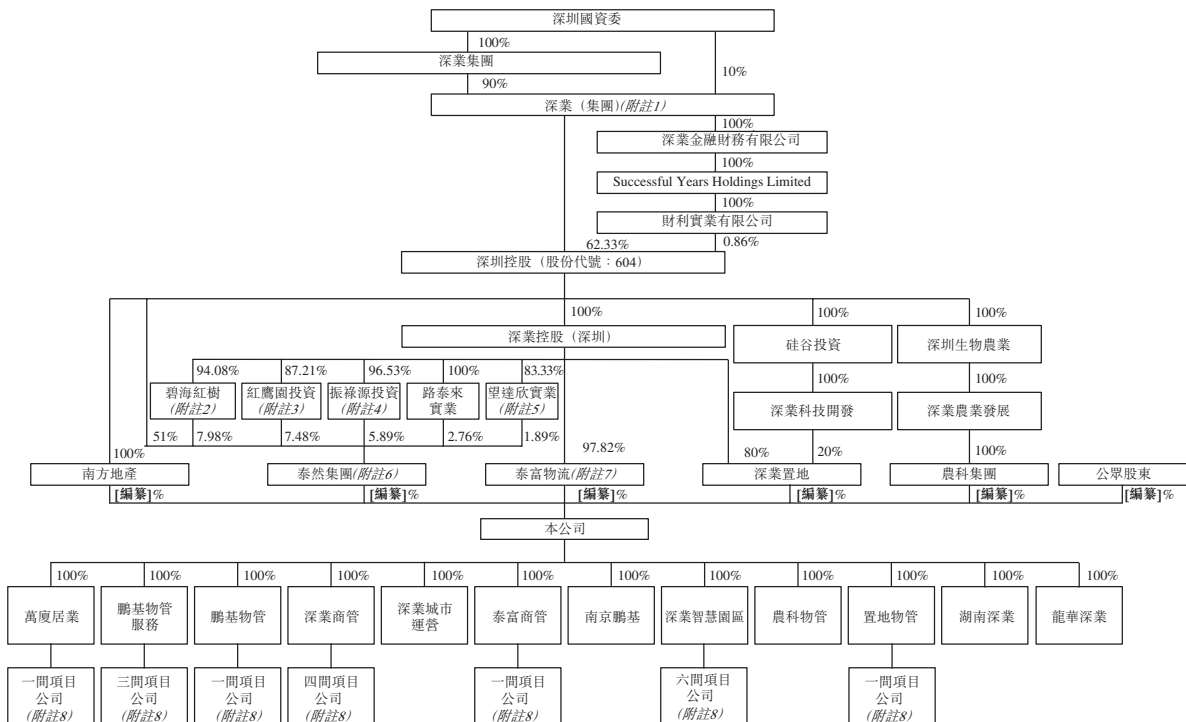 深圳國資委
100%
深業集團
10%
90%
深業（集團）(附註1)
100%
深業金融財務有限公司
100%
Successful Years Holdings Limited
100%
財利實業有限公司
62.33%
0.86%
深圳控股（股份代號：604）
100%
100%
100%
深業控股（深圳）
硅谷投資
深圳生物農業
94.08%
87.21%
96.53%
100%
83.33%
100%
100%
碧海紅樹
(附註2)
紅鷹園投資
(附註3)
振祿源投資
(附註4)
路泰來
實業
望達欣實業
(附註5)
深業科技開發
深業農業發展
51%
7.98%
7.48%
5.89%
2.76%
1.89%
97.82%
100%
80%
20%
100%
南方地產
泰然集團(附註6)
泰富物流(附註7)
深業置地
農科集團
公眾股東
[編纂]%
[編纂]%
[編纂]%
[編纂]%
[編纂]%
[編纂]%
本公司
100%
100%
100%
100%
100%
100%
100%
100%
100%
100%
100%
100%
萬廈居業
鵬基物管
服務
鵬基物管
深業商管
深業城市
運營
泰富商管
南京鵬基
深業智慧園區
農科物管
置地物管
湖南深業
龍華深業
一間項目
公司
(附註8)
三間項目
公司
(附註8)
一間項目
公司
(附註8)
四間項目
公司
(附註8)
一間項目
公司
(附註8)
六間項目
公司
(附註8)
一間項目
公司
(附註8)